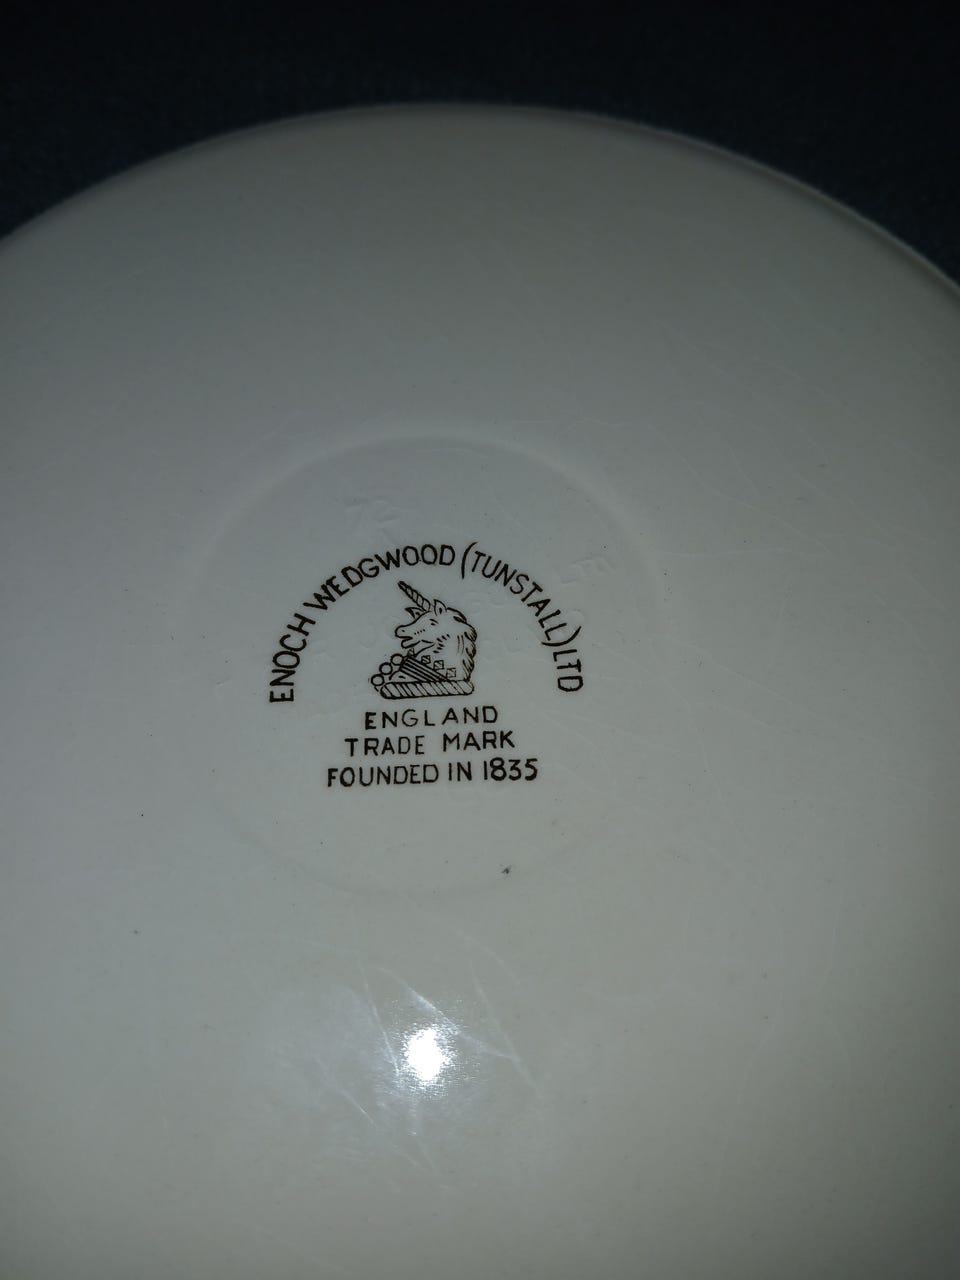 ENOCH WEDGWOOD (TUNSTALL) LTD
ENGLAND
TRADE MARK
FOUNDED IN 1835